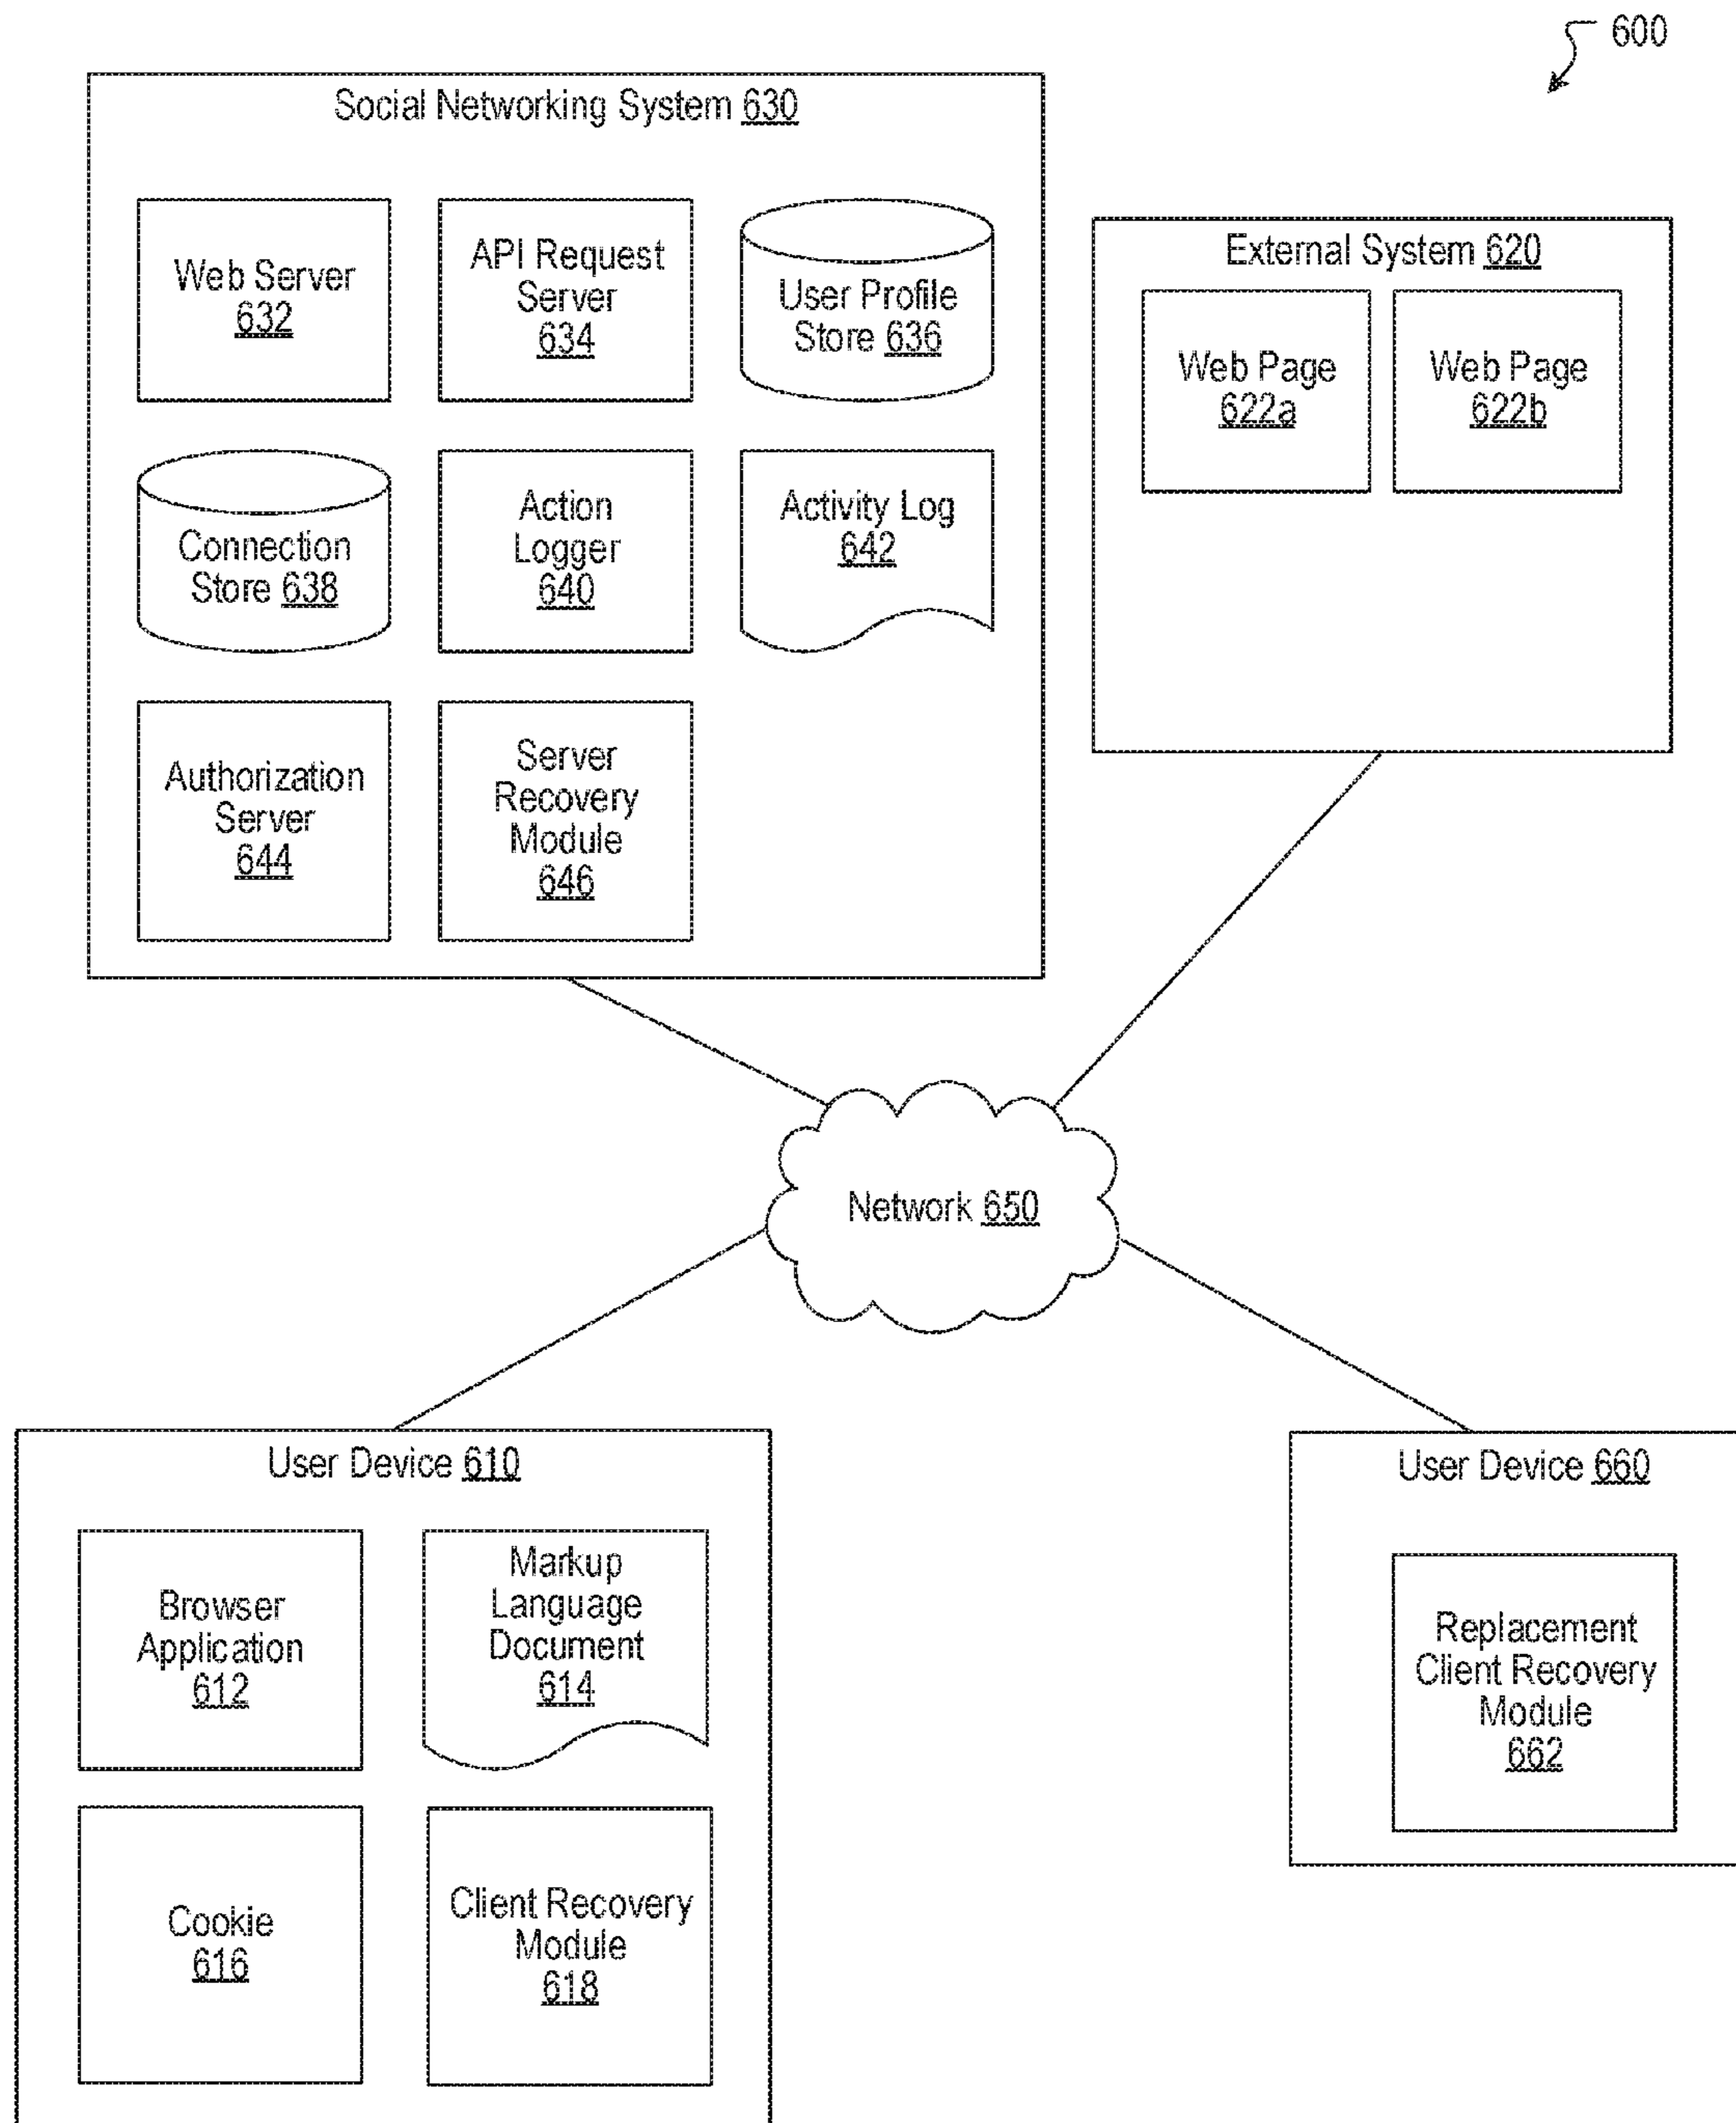 600
Social Networking System 630
Web Server
632
API Request
Server
634
User Profile
Store 636
Connection
Store 638
Action
Logger
640
Activity Log
642
Authorization
Server
644
Server
Recovery
Module
646
External System 620
Web Page
622a
Web Page
622b
Network 650
User Device 610
Browser
Application
612
Markup
Language
Document
614
Cookie
616
Client Recovery
Module
618
User Device 660
Replacement
Client Recovery
Module
662